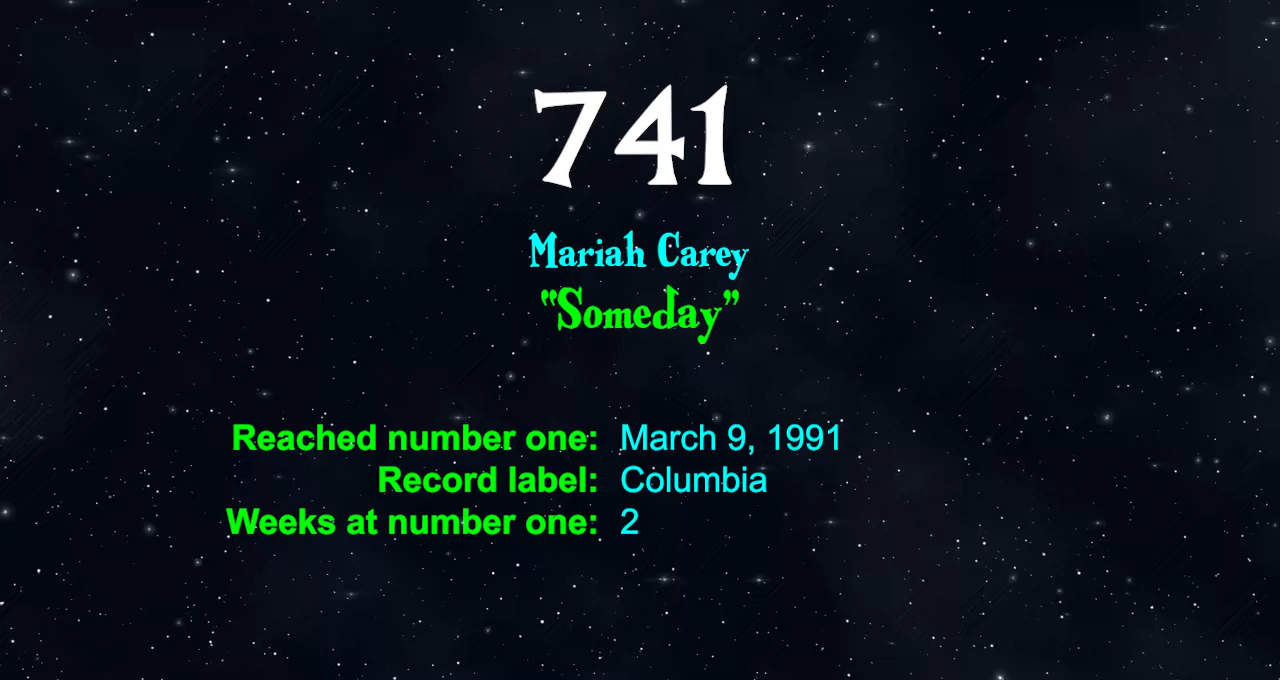 741
Mariah Carey
"Someday"
Reached number one: March 9, 1991
Record label: Columbia
Weeks at number one: 2